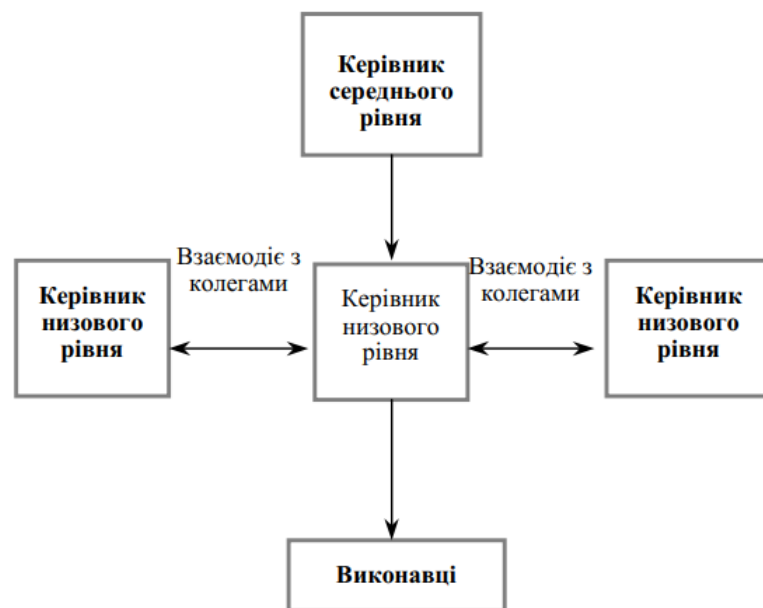 Керівник
середнього
рівня
Взаємодіє з
колегами
Взаємодіє з
колегами
Керівник
низового
рівня
Керівник
низового
рівня
Керівник
низового
рівня
Виконавці